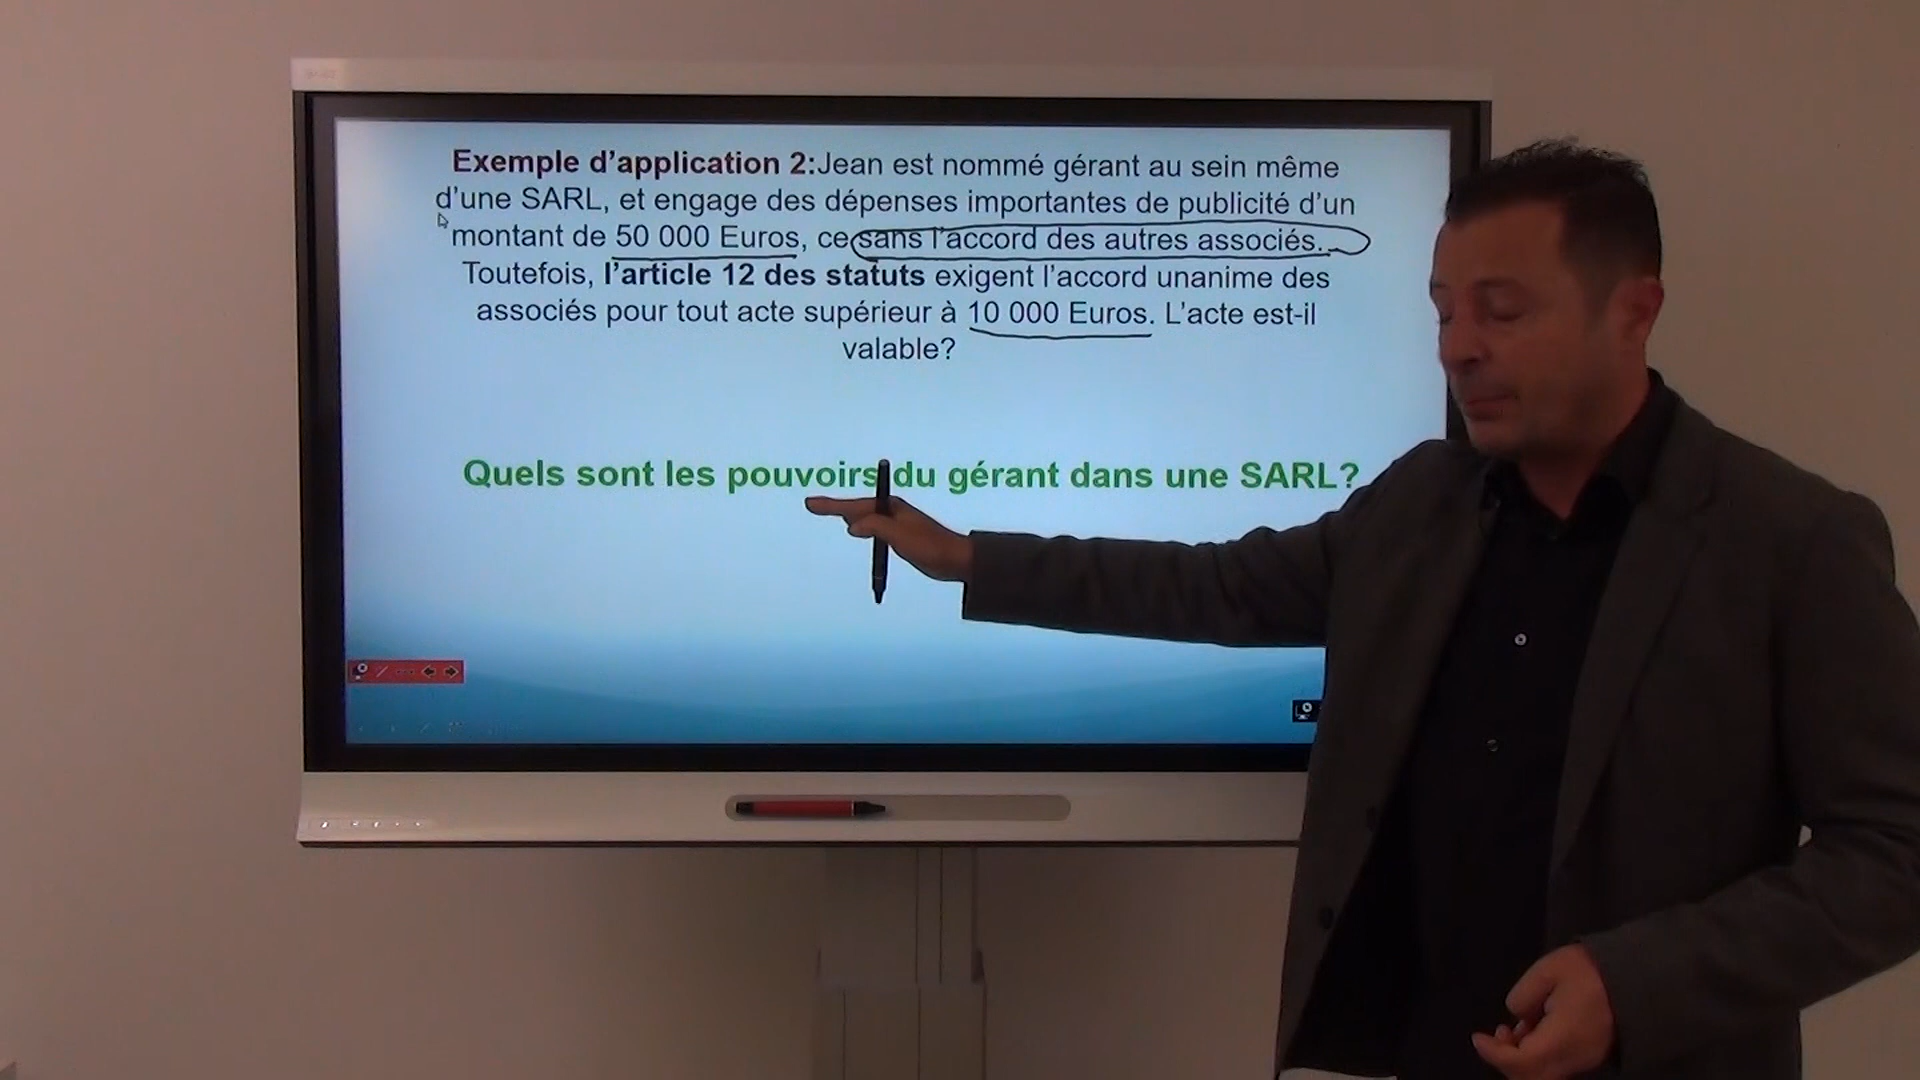 Exemple d’application 2:Jean est nommé gérant au sein même
d’une SARL, et engage des dépenses importantes de publicité d’un
montant de 50 000 Euros, ce sans l’accord des autres associés.
Toutefois, l’article 12 des statuts exigent l’accord unanime des
associés pour tout acte supérieur à 10 000 Euros. L’acte est-il
valable?
Quels sont les pouvoirs du gérant dans une SARL?